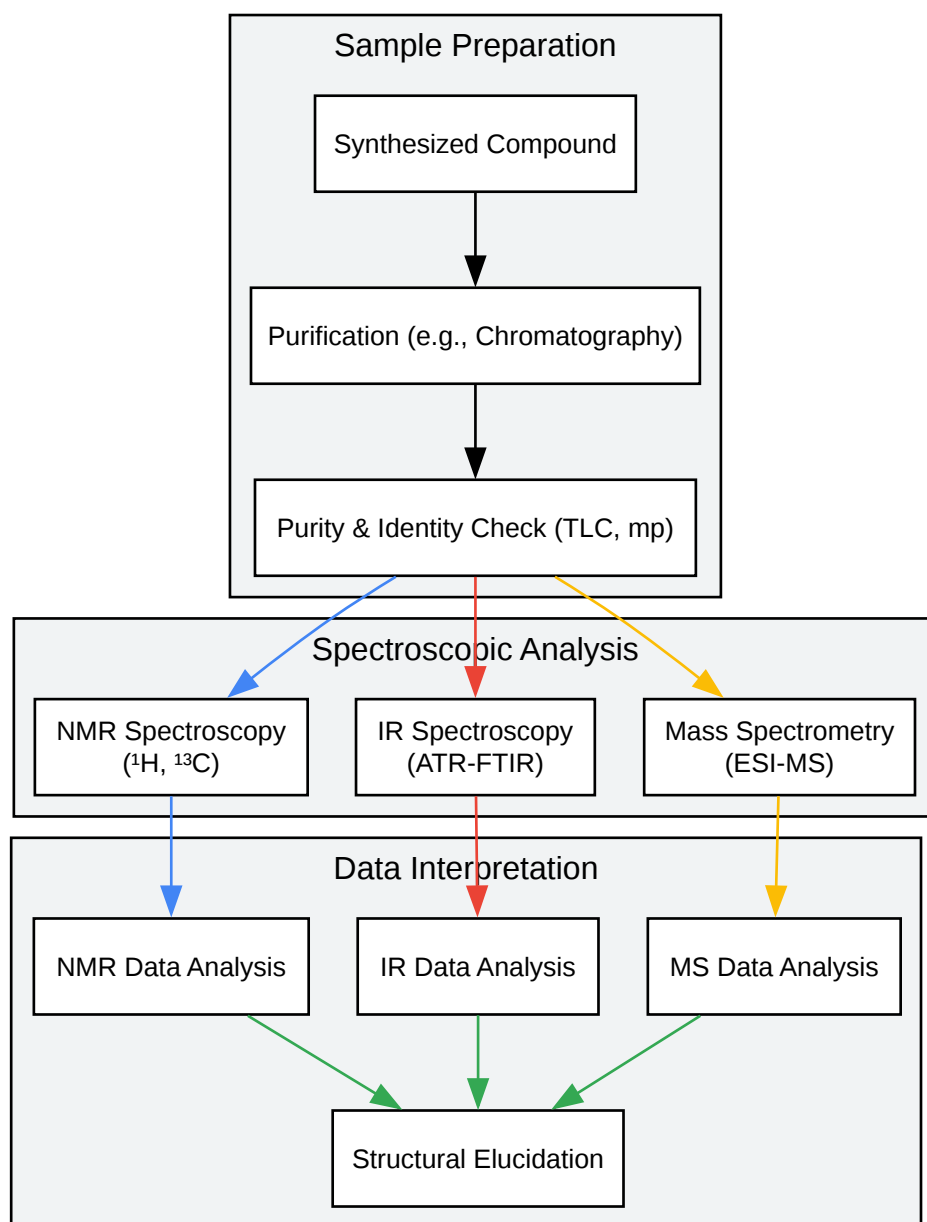 Sample Preparation
Synthesized Compound
Purification (e.g., Chromatography)
Purity & Identity Check (TLC, mp)
Spectroscopic Analysis
NMR Spectroscopy
(¹H, ¹³C)
IR Spectroscopy
(ATR-FTIR)
Mass Spectrometry
(ESI-MS)
Data Interpretation
NMR Data Analysis
IR Data Analysis
MS Data Analysis
Structural Elucidation